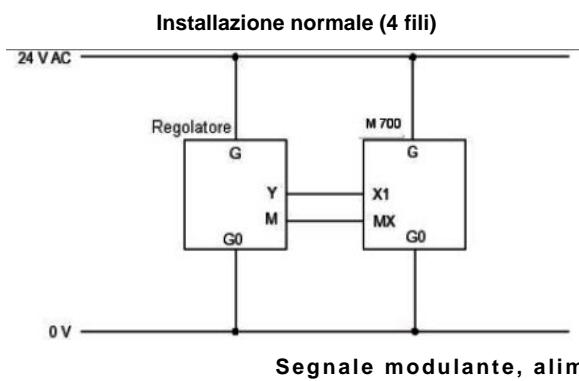 Installazione normale (4 fili)
24 V AC
Regolatore
M 700
G
G
Y
X1
M
MX
G0
G0
0 V
Segnale modulante, alim